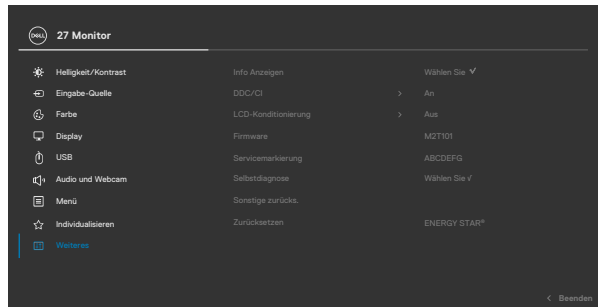 DELL 27 Monitor
Helligkeit/Kontrast Info Anzeigen Wählen Sie ✓
Eingabe-Quelle DDC/CI > An
Farbe LCD-Konditionierung > Aus
Display Firmware M2T101
USB Servicemarkierung ABCDEFG
Audio und Webcam Selbstdiagnose Wählen Sie √
Menü Sonstige zurücks.
Individualisieren Zurücksetzen ENERGY STAR®
Weiteres
< Beenden